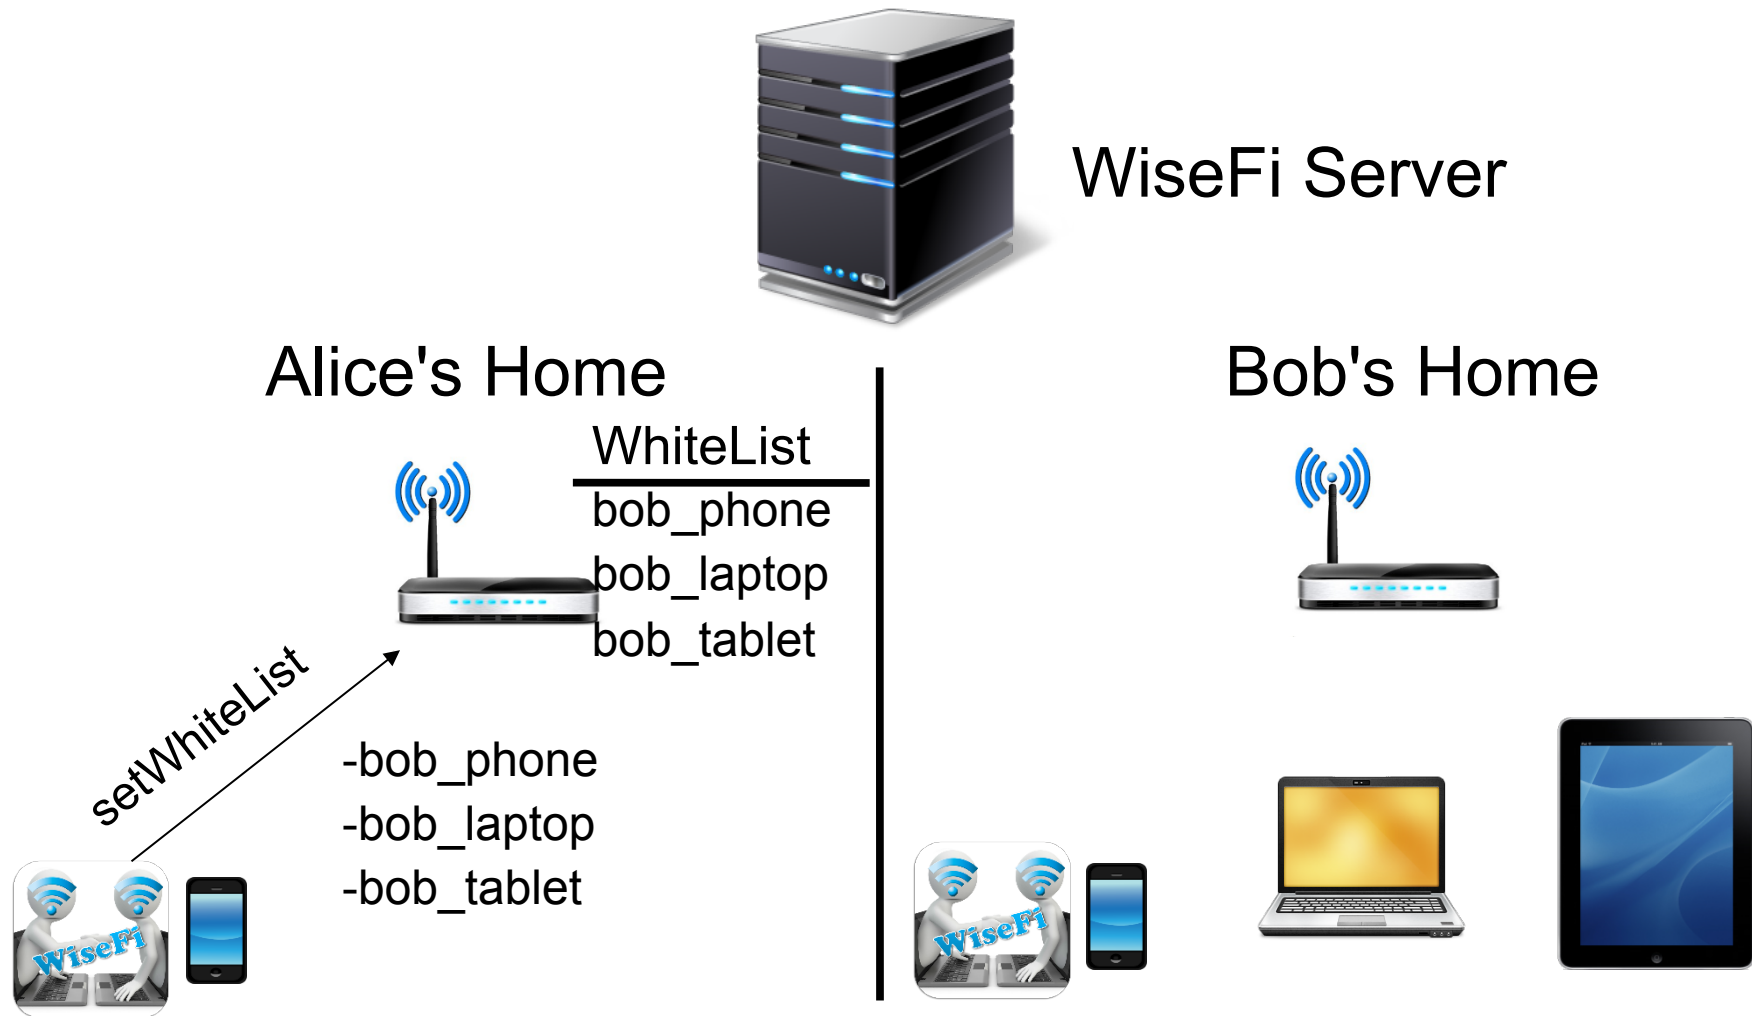 WiseFi Server
Alice's Home
Bob's Home
WhiteList
bob_phone
bob_laptop
bob_tablet
setWhiteList
-bob_phone
-bob_laptop
-bob_tablet
WiseFi
WiseFi